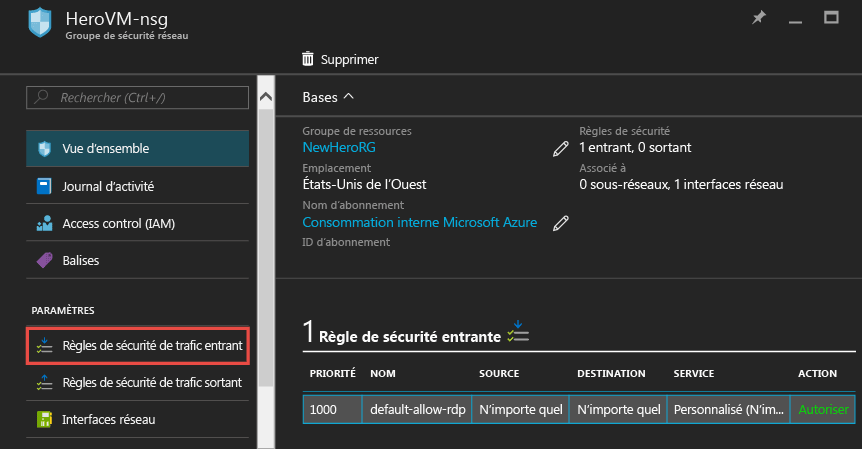 HeroVM-nsg
Groupe de sécurité réseau
Supprimer
Rechercher (Ctrl+/)
Vue d'ensemble
Journal d'activité
Access control (IAM)
Balises
PARAMÈTRES
Règles de sécurité de trafic entrant
Règles de sécurité de trafic sortant
Interfaces réseau
Bases
Groupe de ressources
NewHeroRG
Emplacement
États-Unis de l'Ouest
Nom d'abonnement
Consommation interne Microsoft Azure
ID d'abonnement
Règles de sécurité
1 entrant, 0 sortant
Associé à
0 sous-réseaux, 1 interfaces réseau
1 Règle de sécurité entrante
PRIORITÉ NOM SOURCE DESTINATION SERVICE ACTION
1000 default-allow-rdp N'importe quel N'importe quel Personnalisé (N'im... Autoriser